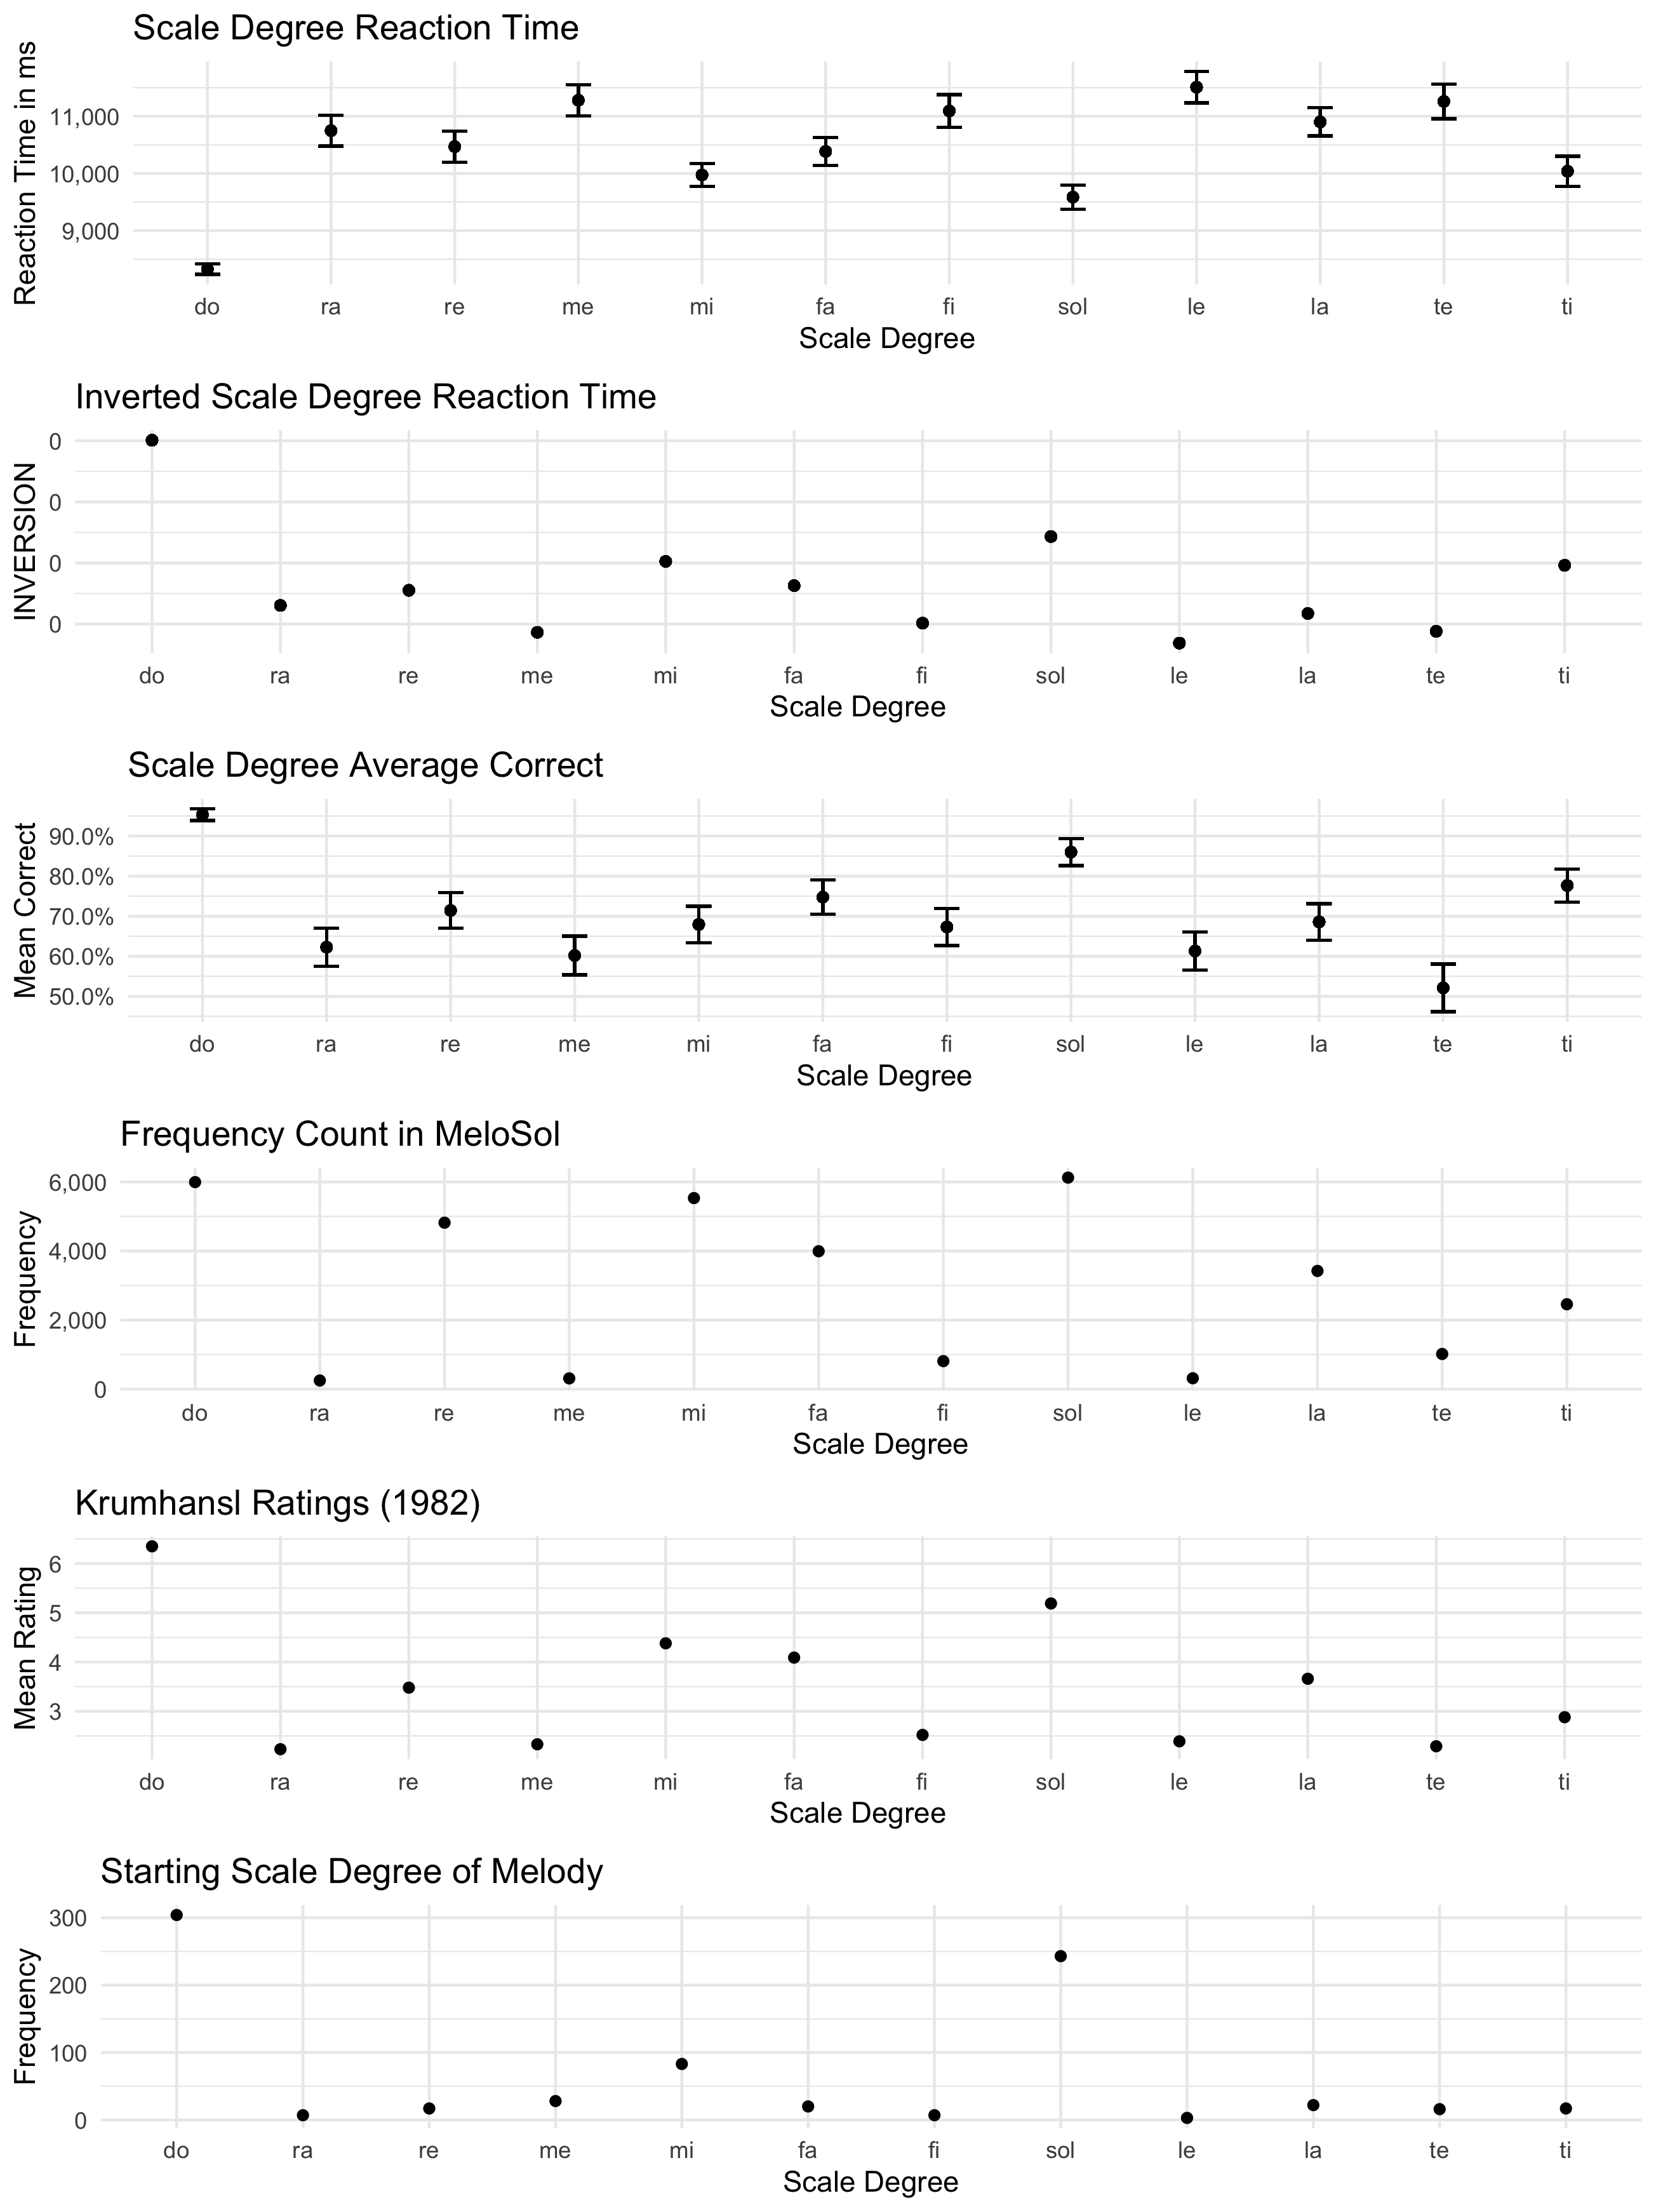 Scale Degree Reaction Time
Reaction Time in ms
11,000
10,000
9,000
do ra re me mi fa fi sol le la te ti
Scale Degree
Inverted Scale Degree Reaction Time
INVERSION
0
0
0
0
do ra re me mi fa fi sol le la te ti
Scale Degree
Scale Degree Average Correct
Mean Correct
90.0%
80.0%
70.0%
60.0%
50.0%
do ra re me mi fa fi sol le la te ti
Scale Degree
Frequency Count in MeloSol
Frequency
6,000
4,000
2,000
0
do ra re me mi fa fi sol le la te ti
Scale Degree
Krumhansl Ratings (1982)
Mean Rating
6
5
4
3
do ra re me mi fa fi sol le la te ti
Scale Degree
Starting Scale Degree of Melody
Frequency
300
200
100
0
do ra re me mi fa fi sol le la te ti
Scale Degree